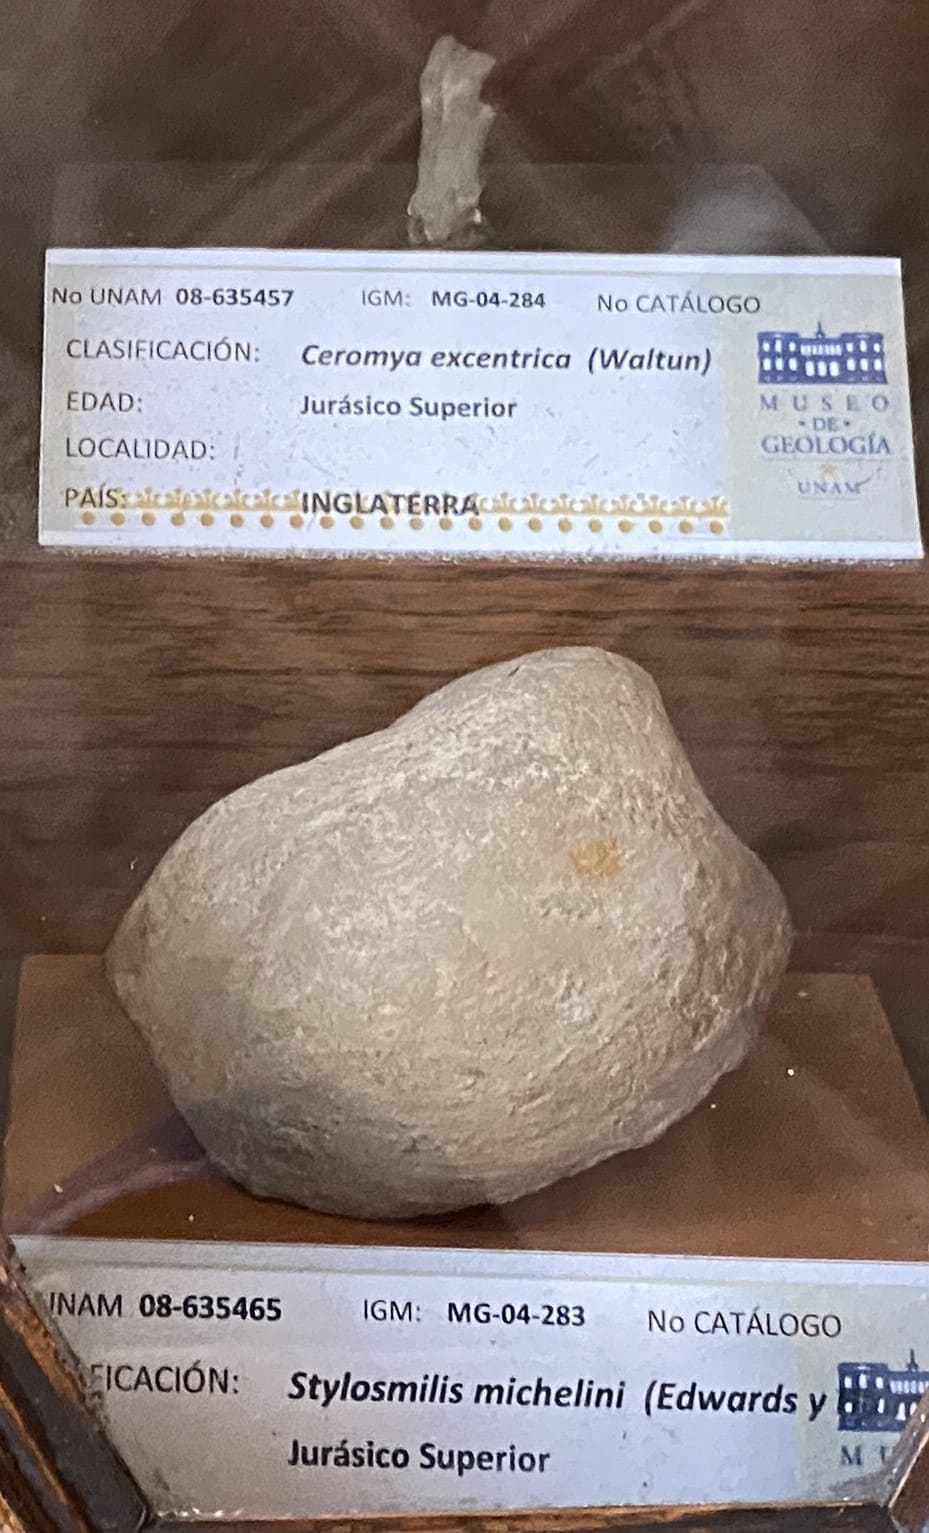 No UNAM 08-635457 IGM: MG-04-284 No CATÁLOGO
CLASIFICACIÓN: Ceromya excentrica (Waltun)
EDAD: Jurásico Superior
LOCALIDAD:
PAÍS: INGLATERRA
MUSEO
•DE•
GEOLOGÍA
UNAM
UNAM 08-635465 IGM: MG-04-283 No CATÁLOGO
FICACIÓN: Stylosmilis michelini (Edwards y
Jurásico Superior
M